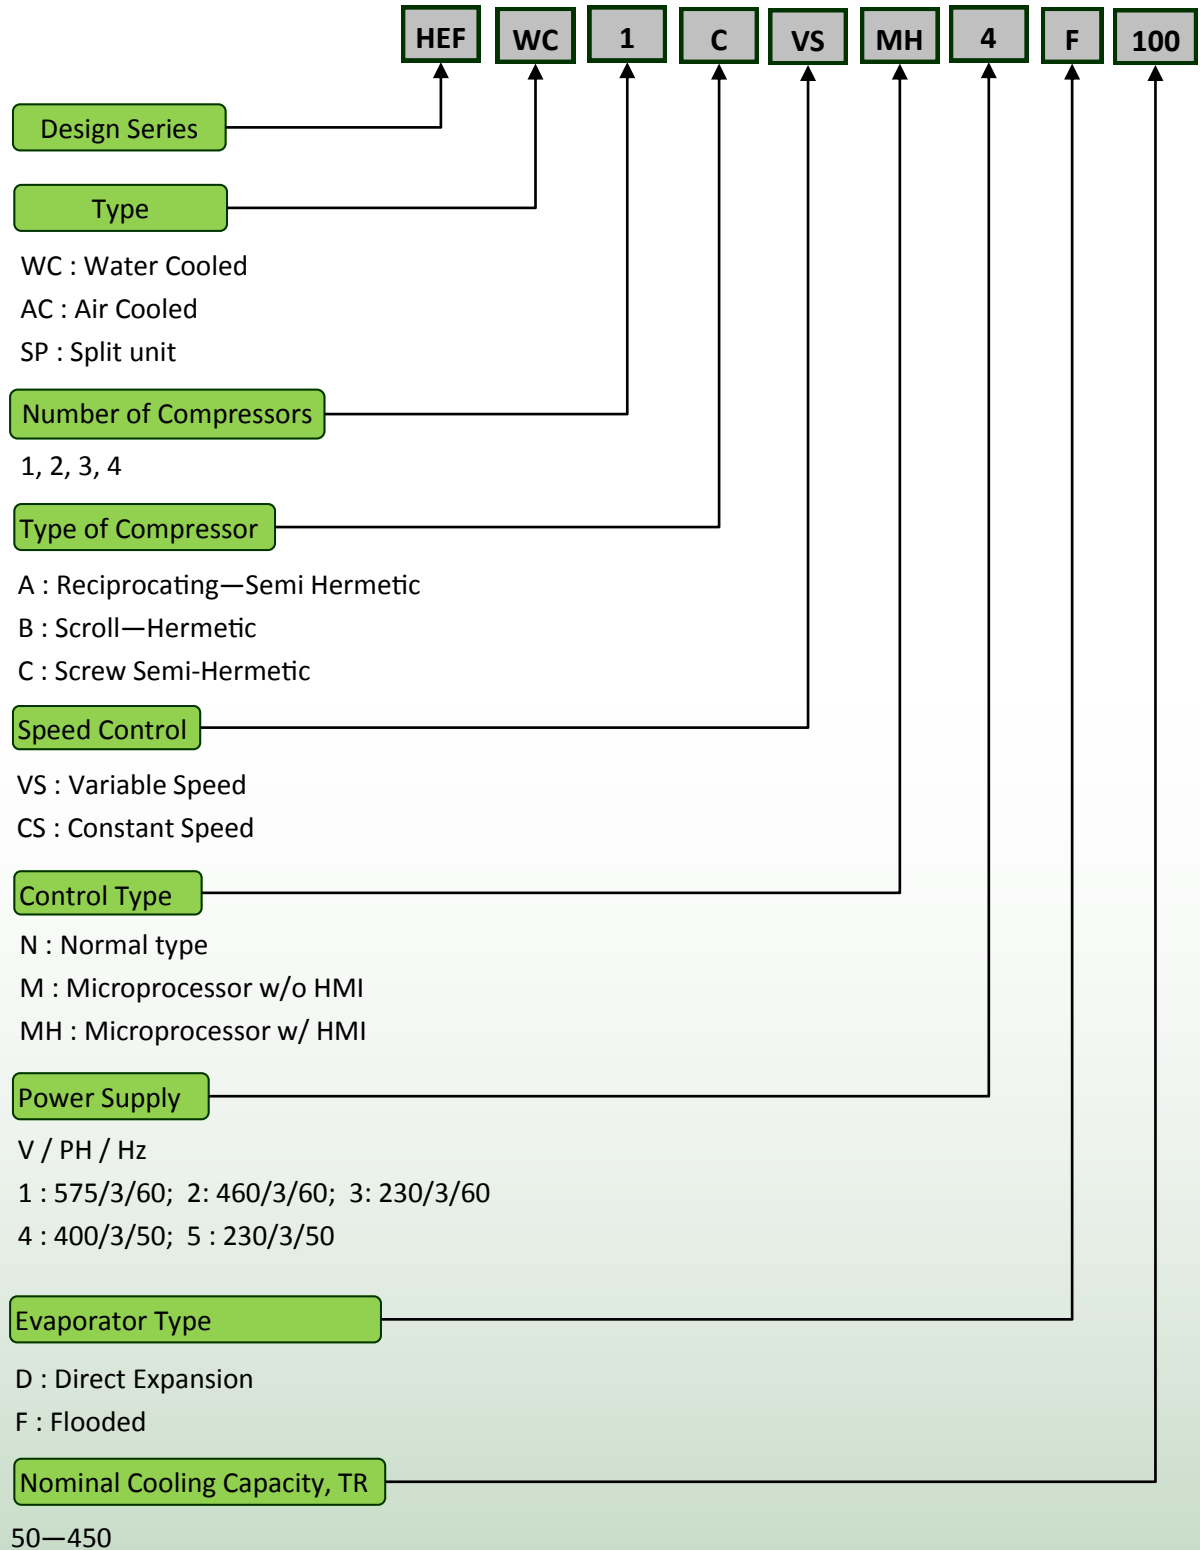 HEF WC 1 C VS MH 4 F 100
Design Series
Type
WC : Water Cooled
AC : Air Cooled
SP : Split unit
Number of Compressors
1, 2, 3, 4
Type of Compressor
A : Reciprocating—Semi Hermetic
B : Scroll—Hermetic
C : Screw Semi-Hermetic
Speed Control
VS : Variable Speed
CS : Constant Speed
Control Type
N : Normal type
M : Microprocessor w/o HMI
MH : Microprocessor w/ HMI
Power Supply
V / PH / Hz
1 : 575/3/60; 2: 460/3/60; 3: 230/3/60
4 : 400/3/50; 5 : 230/3/50
Evaporator Type
D : Direct Expansion
F : Flooded
Nominal Cooling Capacity, TR
50—450